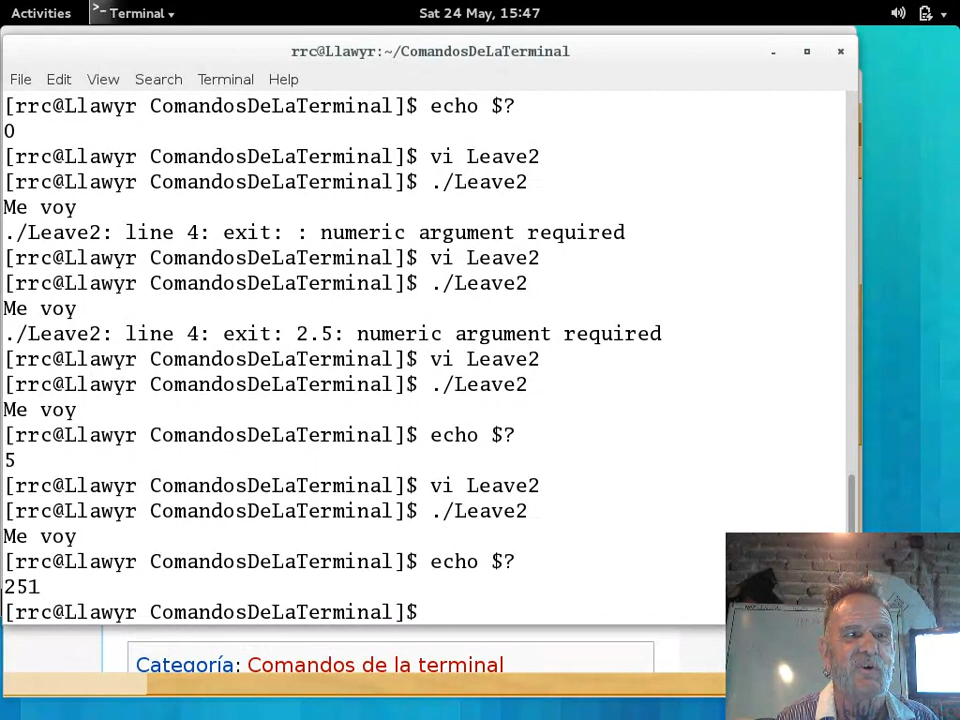 Activities Terminal Sat 24 May, 15:47
rrc@Llawyr:~/ComandosDeLaTerminal
File Edit View Search Terminal Help
[rrc@Llawyr ComandosDeLaTerminal]$ echo $?
0
[rrc@Llawyr ComandosDeLaTerminal]$ vi Leave2
[rrc@Llawyr ComandosDeLaTerminal]$ ./Leave2
Me voy
./Leave2: line 4: exit: : numeric argument required
[rrc@Llawyr ComandosDeLaTerminal]$ vi Leave2
[rrc@Llawyr ComandosDeLaTerminal]$ ./Leave2
Me voy
./Leave2: line 4: exit: 2.5: numeric argument required
[rrc@Llawyr ComandosDeLaTerminal]$ vi Leave2
[rrc@Llawyr ComandosDeLaTerminal]$ ./Leave2
Me voy
[rrc@Llawyr ComandosDeLaTerminal]$ echo $?
5
[rrc@Llawyr ComandosDeLaTerminal]$ vi Leave2
[rrc@Llawyr ComandosDeLaTerminal]$ ./Leave2
Me voy
[rrc@Llawyr ComandosDeLaTerminal]$ echo $?
251
[rrc@Llawyr ComandosDeLaTerminal]$
Categoría: Comandos de la terminal